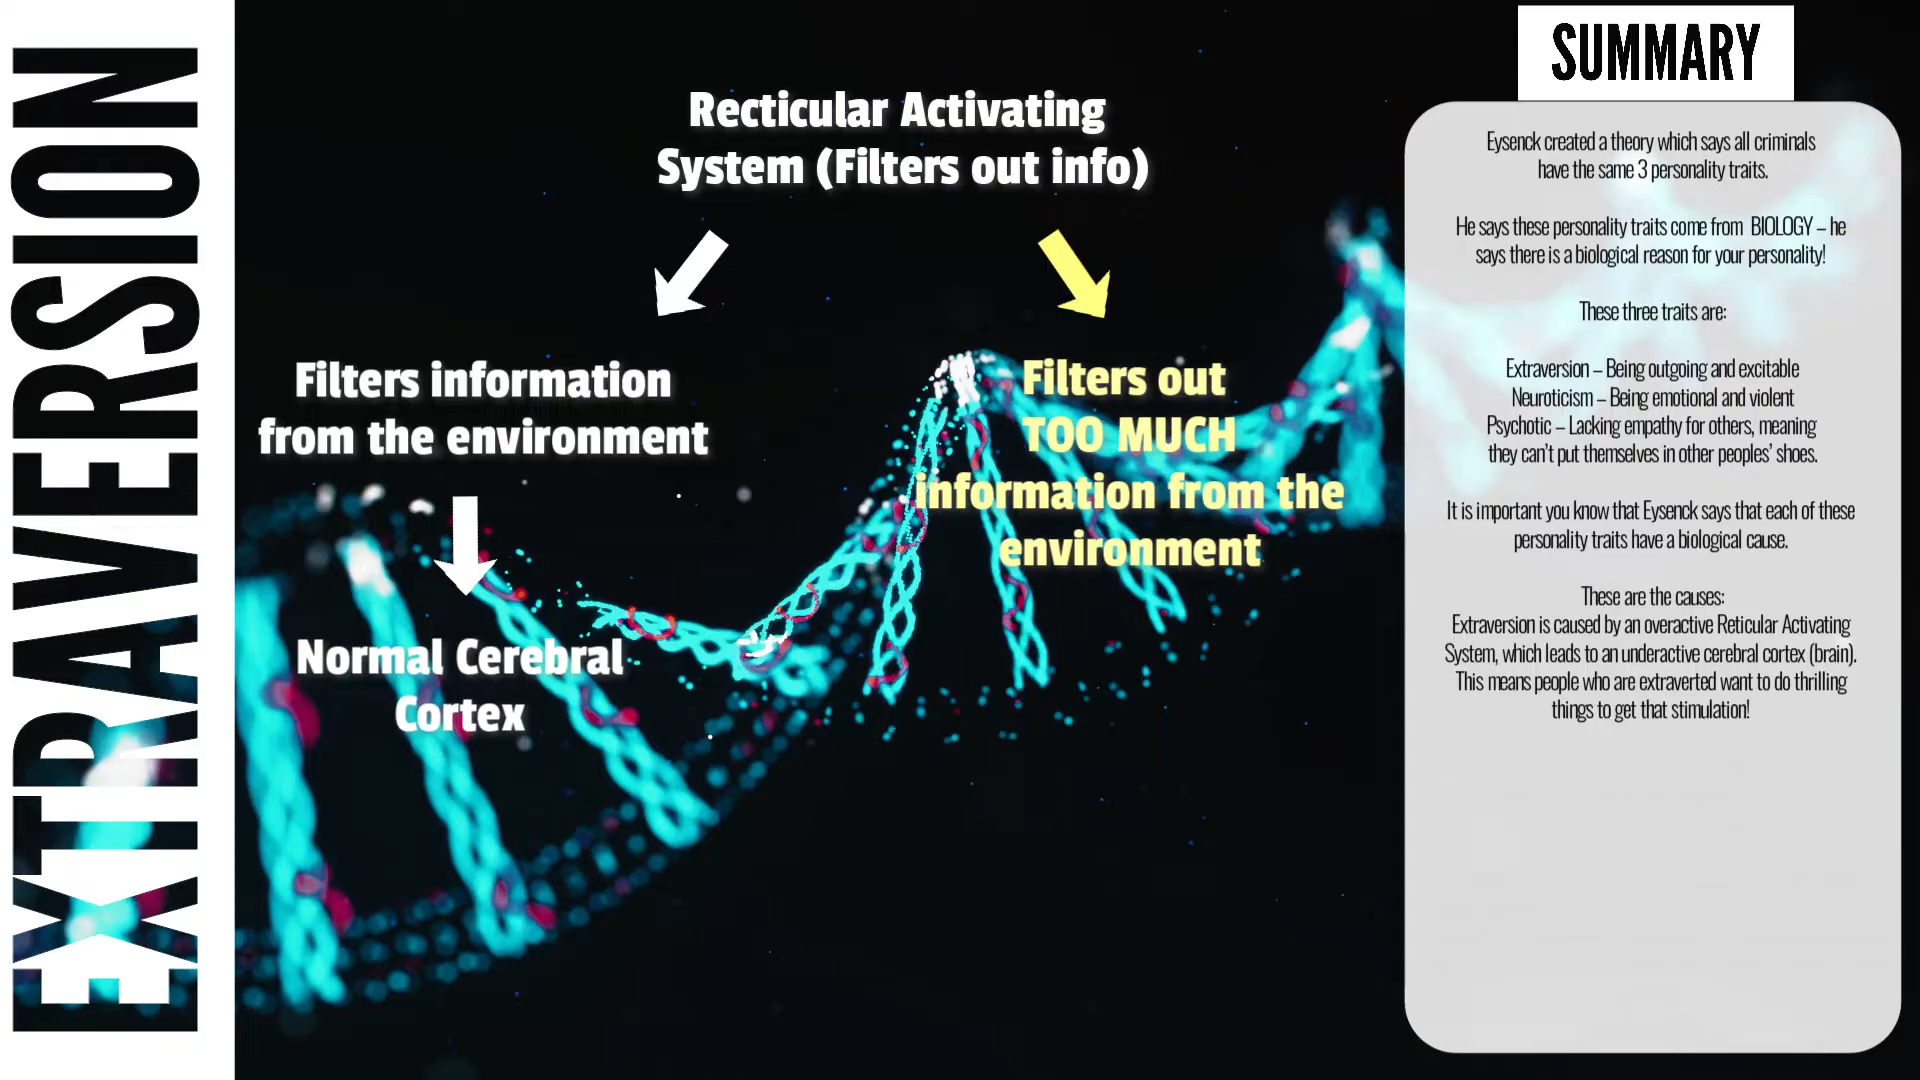 EXTRAVERSION
Recticular Activating
System (Filters out info)
Filters information
from the environment
Normal Cerebral
Cortex
Filters out
TOO MUCH
information from the
environment
SUMMARY
Eysenck created a theory which says all criminals
have the same 3 personality traits.
He says these personality traits come from BIOLOGY – he
says there is a biological reason for your personality!
These three traits are:
Extraversion – Being outgoing and excitable
Neuroticism – Being emotional and violent
Psychotic – Lacking empathy for others, meaning
they can't put themselves in other peoples' shoes.
It is important you know that Eysenck says that each of these
personality traits have a biological cause.
These are the causes:
Extraversion is caused by an overactive Reticular Activating
System, which leads to an underactive cerebral cortex (brain).
This means people who are extraverted want to do thrilling
things to get that stimulation!